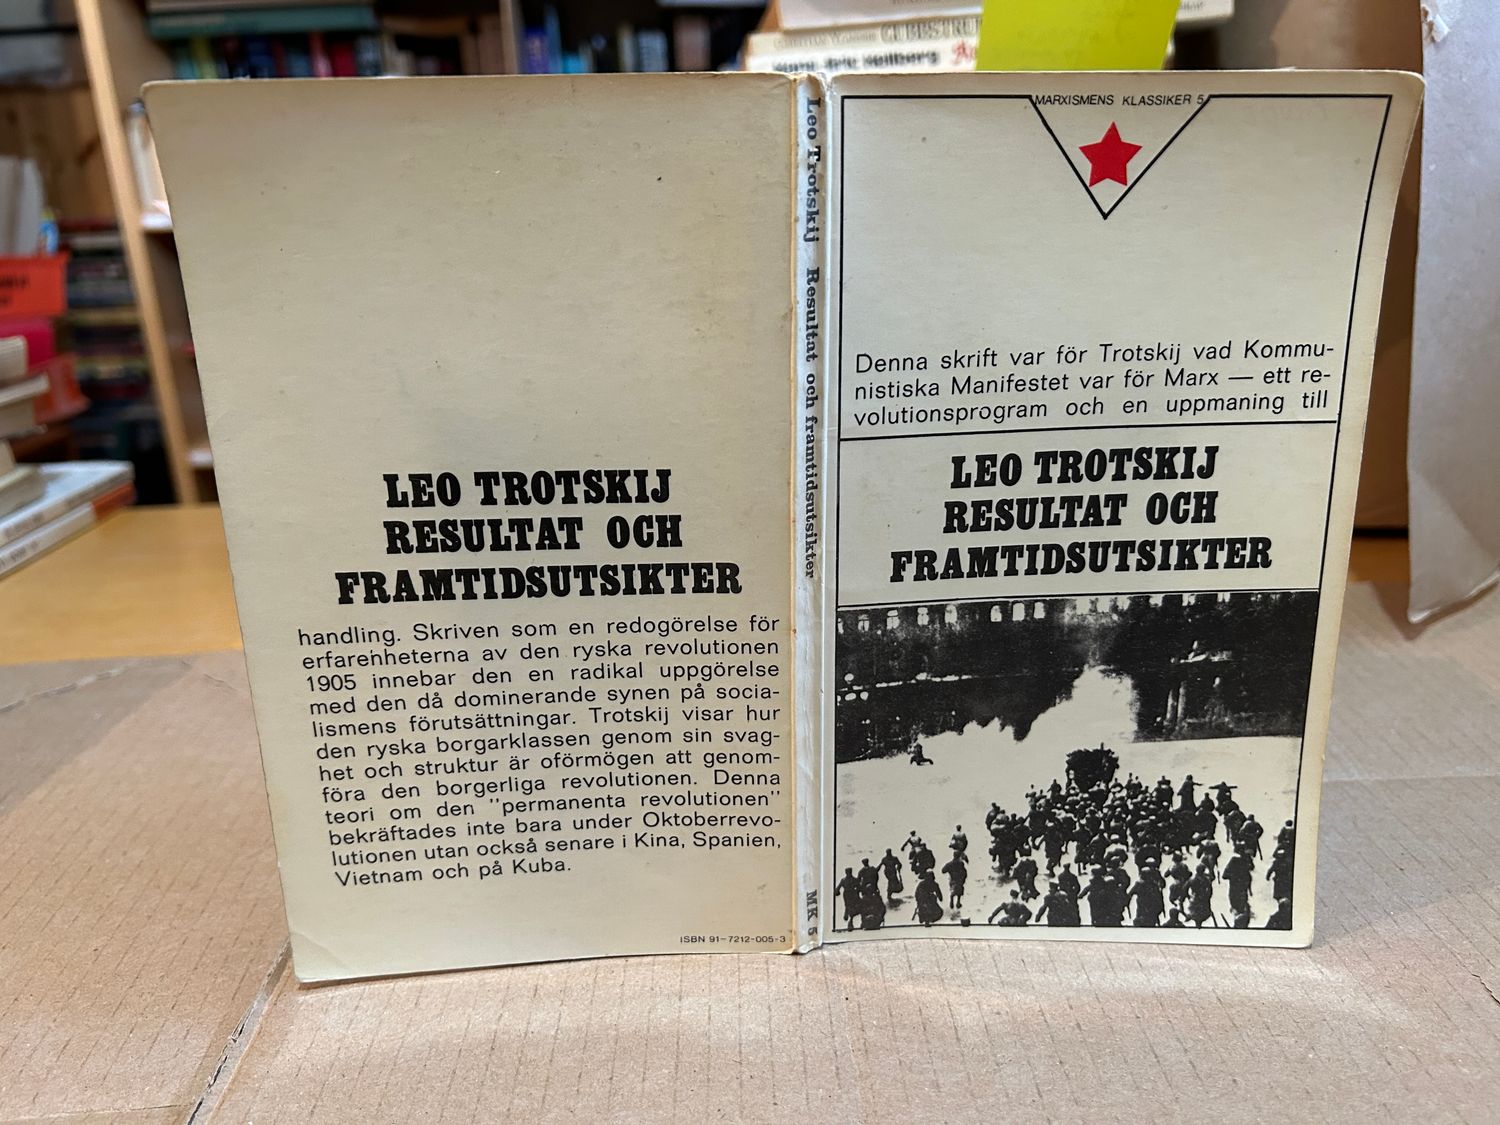 LEO TROTSKIJ
RESULTAT OCH
FRAMTIDSUTSIKTER
handling. Skriven som en redogörelse för
erfarenheterna av den ryska revolutionen
1905 innebar den en radikal uppgörelse
med den då dominerande synen på socia-
lismens förutsättningar. Trotskij visar hur
den ryska borgarklassen genom sin svag-
het och struktur är oförmögen att genom-
föra den borgerliga revolutionen. Denna
teori om den "permanenta revolutionen"
bekräftades inte bara under Oktoberrevo-
lutionen utan också senare i Kina, Spanien,
Vietnam och på Kuba.
ISBN 91-7212-005-3
Leo Trotskij Resultat och framtidsutsikter MK 5
MARXISMENS KLASSIKER 5
Denna skrift var för Trotskij vad Kommu-
nistiska Manifestet var för Marx — ett re-
volutionsprogram och en uppmaning till
LEO TROTSKIJ
RESULTAT OCH
FRAMTIDSUTSIKTER